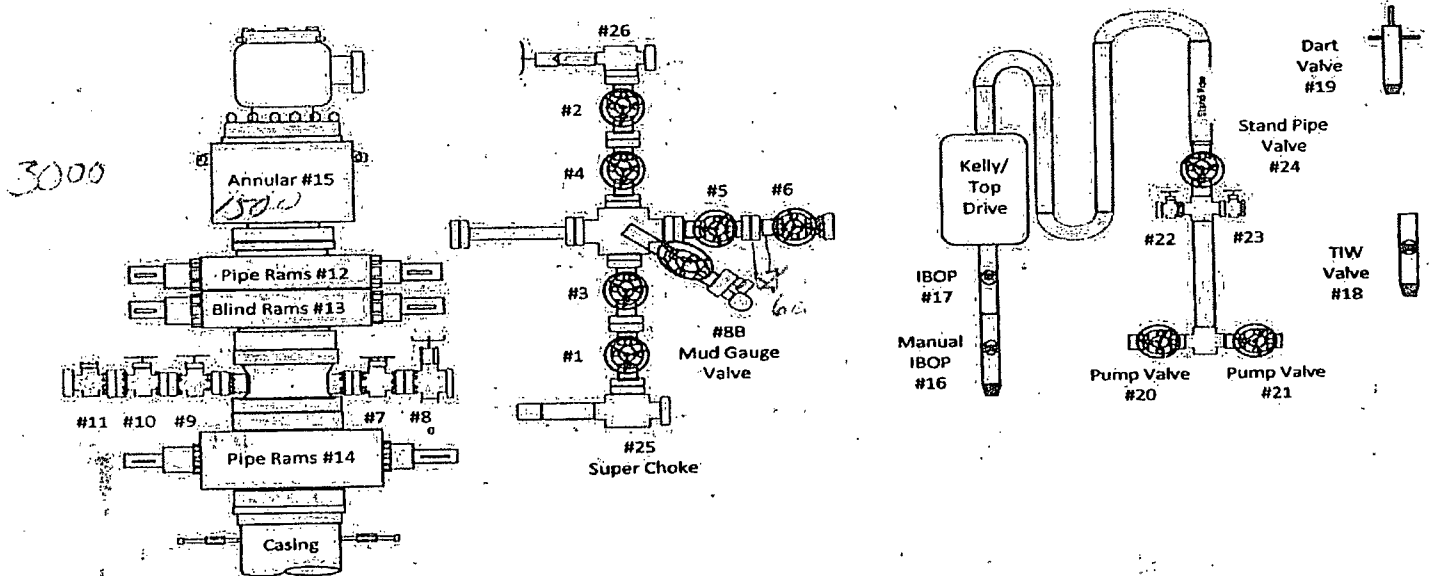 3000
Annular #15
1500
Pipe Rams #12
Blind Rams #13
#11 #10 #9
#7 #8
Pipe Rams #14
Casing
#26
#2
#4
#5 #6
#3
#1
#8B
Mud Gauge
Valve
#25
Super Choke
Kelly/
Top
Drive
IBOP
#17
Manual
IBOP
#16
Stand Pipe
Stand Pipe
Valve
#24
#22 #23
Pump Valve
#20
Pump Valve
#21
Dart
Valve
#19
TIW
Valve
#18